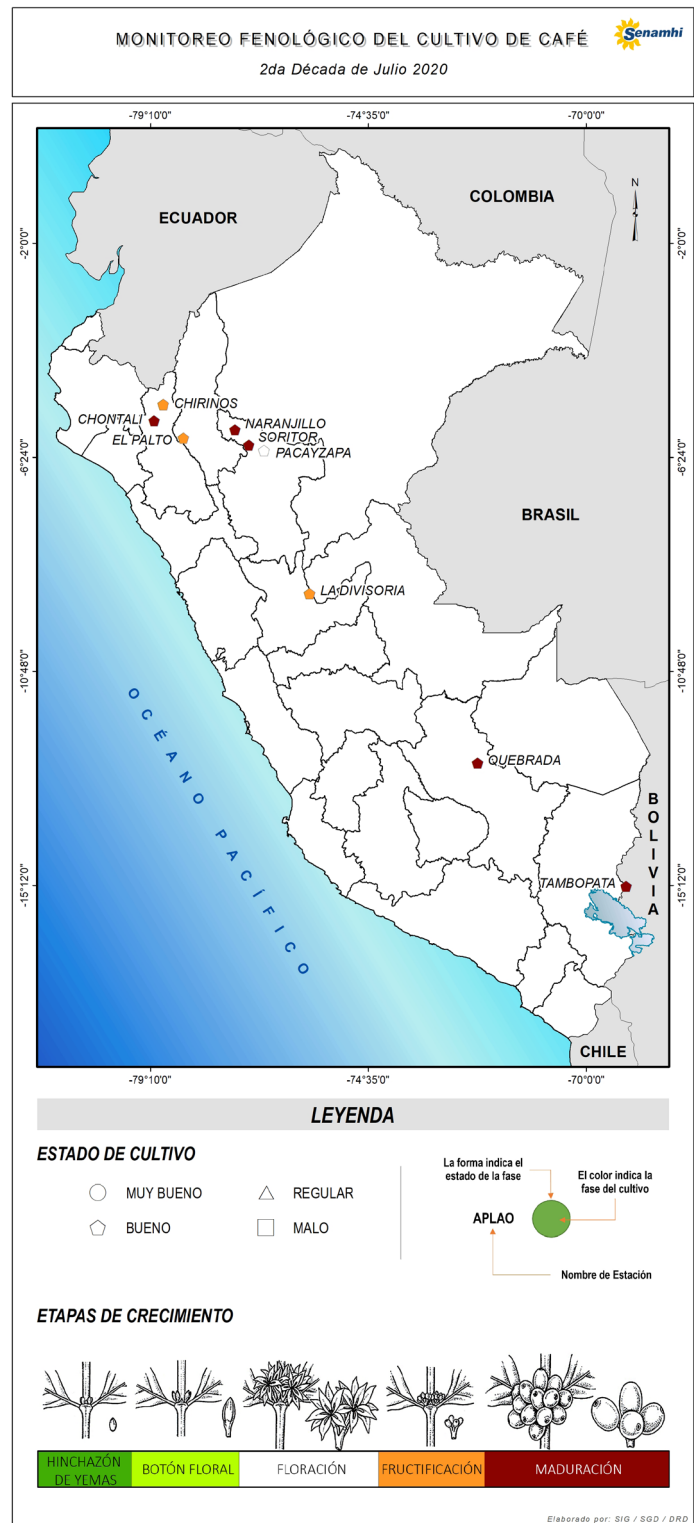 MONITOREO FENOLÓGICO DEL CULTIVO DE CAFÉ
Senamhi
2da Década de Julio 2020
-79°10'0"
-74°35'0"
-70°0'0"
COLOMBIA
N
ECUADOR
-2°0'0"
-2°0'0"
CHIRINOS
CHONTALI
NARANJILLO
EL PALTO
SORITOR
PACAYZAPA
-6°24'0"
-6°24'0"
BRASIL
LA DIVISORIA
-10°48'0"
-10°48'0"
OCÉANO PACÍFICO
QUEBRADA
BOLIVIA
TAMBOPATA
-15°12'0"
-15°12'0"
CHILE
-79°10'0"
-74°35'0"
-70°0'0"
LEYENDA
ESTADO DE CULTIVO
MUY BUENO
REGULAR
BUENO
MALO
La forma indica el
estado de la fase
El color indica la
fase del cultivo
APLAO
Nombre de Estación
ETAPAS DE CRECIMIENTO
HINCHAZÓN
DE YEMAS
BOTÓN FLORAL
FLORACIÓN
FRUCTIFICACIÓN
MADURACIÓN
Elaborado por: SIG / SGD / DRD